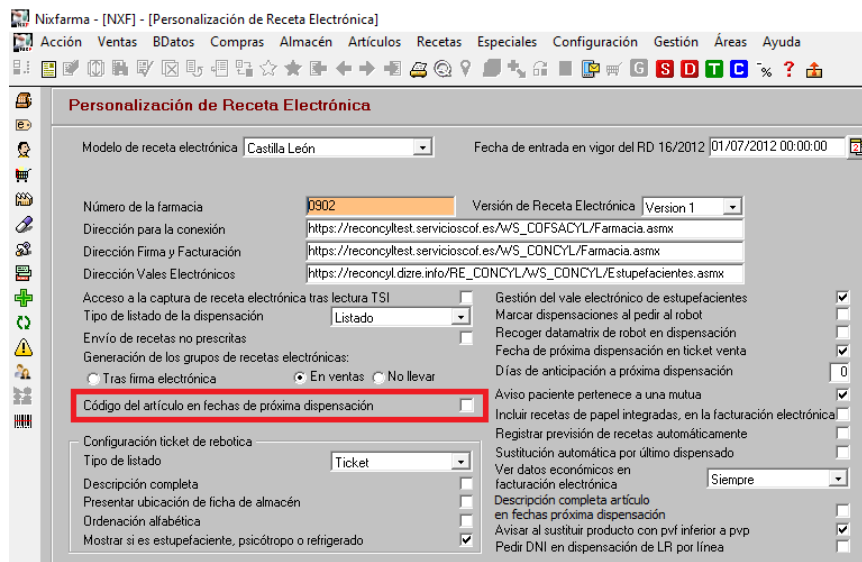 Nixfarma - [NXF] - [Personalización de Receta Electrónica]
Acción Ventas BDatos Compras Almacén Artículos Recetas Especiales Configuración Gestión Áreas Ayuda
G S D T C % ?
Personalización de Receta Electrónica
Modelo de receta electrónica Castilla León Fecha de entrada en vigor del RD 16/2012 01/07/2012 00:00:00
Número de la farmacia 0902 Versión de Receta Electrónica Version 1
Dirección para la conexión https://reconcyltest.servicioscof.es/WS_COFSACYL/Farmacia.asmx
Dirección Firma y Facturación https://reconcyltest.servicioscof.es/WS_CONCYL/Farmacia.asmx
Dirección Vales Electrónicos https://reconcyl.dizre.info/RE_CONCYL/WS_CONCYL/Estupefacientes.asmx
Acceso a la captura de receta electrónica tras lectura TSI
Tipo de listado de la dispensación Listado
Envío de recetas no prescritas
Generación de los grupos de recetas electrónicas:
Tras firma electrónica En ventas No llevar
Código del artículo en fechas de próxima dispensación
Configuración ticket de rebotica
Tipo de listado Ticket
Descripción completa
Presentar ubicación de ficha de almacén
Ordenación alfabética
Mostrar si es estupefaciente, psicótropo o refrigerado
Gestión del vale electrónico de estupefacientes
Marcar dispensaciones al pedir al robot
Recoger datamatrix de robot en dispensación
Fecha de próxima dispensación en ticket venta
Días de anticipación a próxima dispensación 0
Aviso paciente pertenece a una mutua
Incluir recetas de papel integradas, en la facturación electrónica
Registrar previsión de recetas automáticamente
Sustitución automática por último dispensado
Ver datos económicos en
facturación electrónica Siempre
Descripción completa artículo
en fechas próxima dispensación
Avisar al sustituir producto con pvf inferior a pvp
Pedir DNI en dispensación de LR por línea